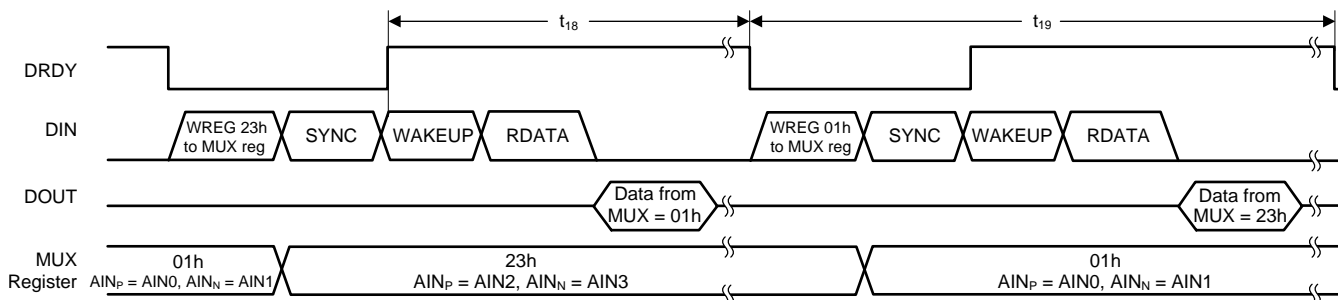 t18
t19
DRDY
DIN
WREG 23h
to MUX reg
SYNC
WAKEUP
RDATA
WREG 01h
to MUX reg
SYNC
WAKEUP
RDATA
DOUT
Data from
MUX = 01h
Data from
MUX = 23h
MUX
Register
01h
AINP = AIN0, AINN = AIN1
23h
AINP = AIN2, AINN = AIN3
01h
AINP = AIN0, AINN = AIN1